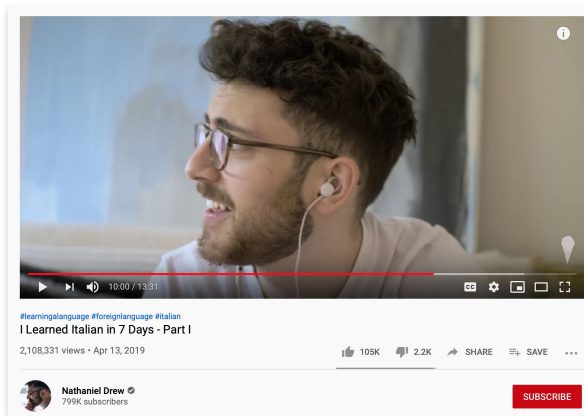 10:00 / 13:31
CC
#learningalanguage #foreignlanguage #italian
I Learned Italian in 7 Days - Part I
2,108,331 views • Apr 13, 2019
105K 2.2K SHARE SAVE
Nathaniel Drew
799K subscribers
SUBSCRIBE